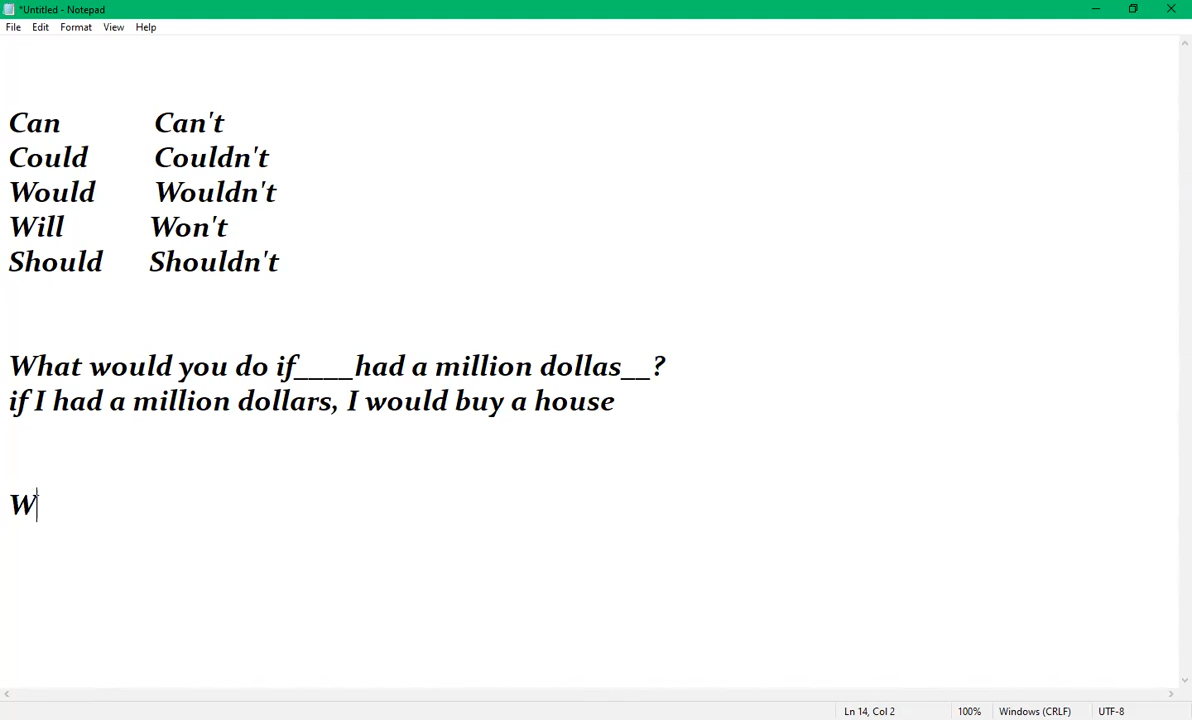 *Untitled - Notepad
File Edit Format View Help
Can Can't
Could Couldn't
Would Wouldn't
Will Won't
Should Shouldn't
What would you do if____had a million dollas__?
if I had a million dollars, I would buy a house
W
Ln 14, Col 2 100% Windows (CRLF) UTF-8